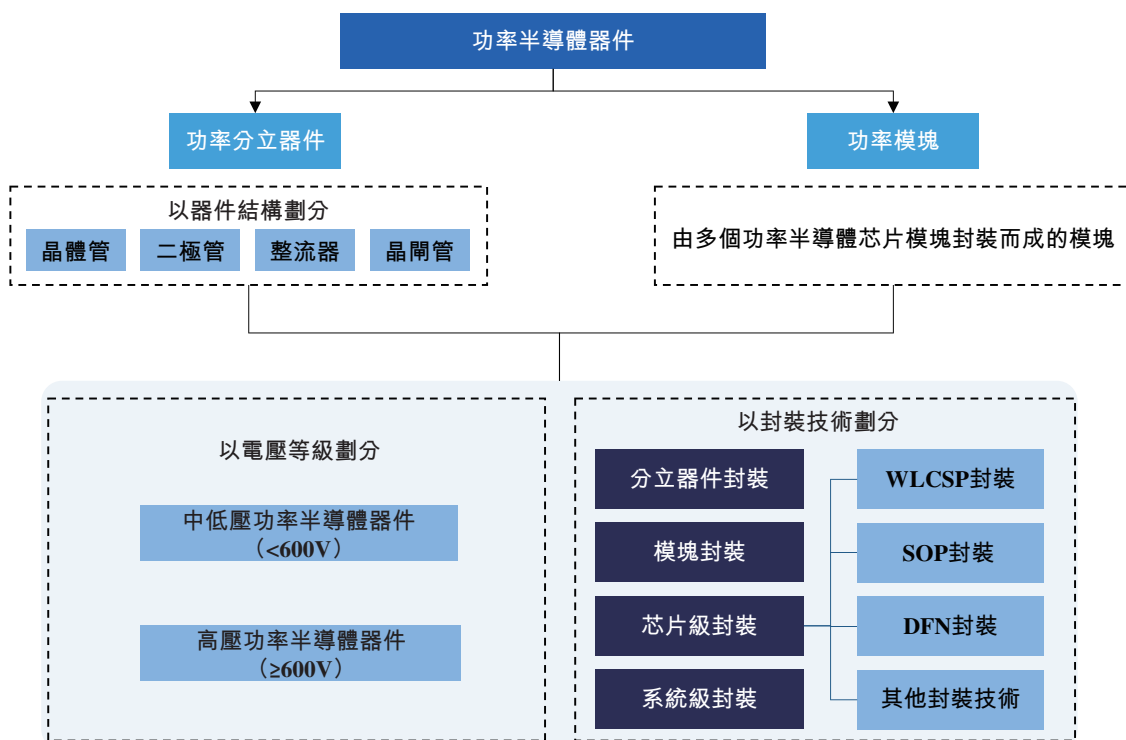 功率半導體器件
功率分立器件
功率模塊
以器件結構劃分
晶體管
二極管
整流器
晶閘管
由多個功率半導體芯片模塊封裝而成的模塊
以電壓等級劃分
中低壓功率半導體器件
（<600V）
高壓功率半導體器件
（≥600V）
以封裝技術劃分
分立器件封裝
模塊封裝
芯片級封裝
系統級封裝
WLCSP封裝
SOP封裝
DFN封裝
其他封裝技術